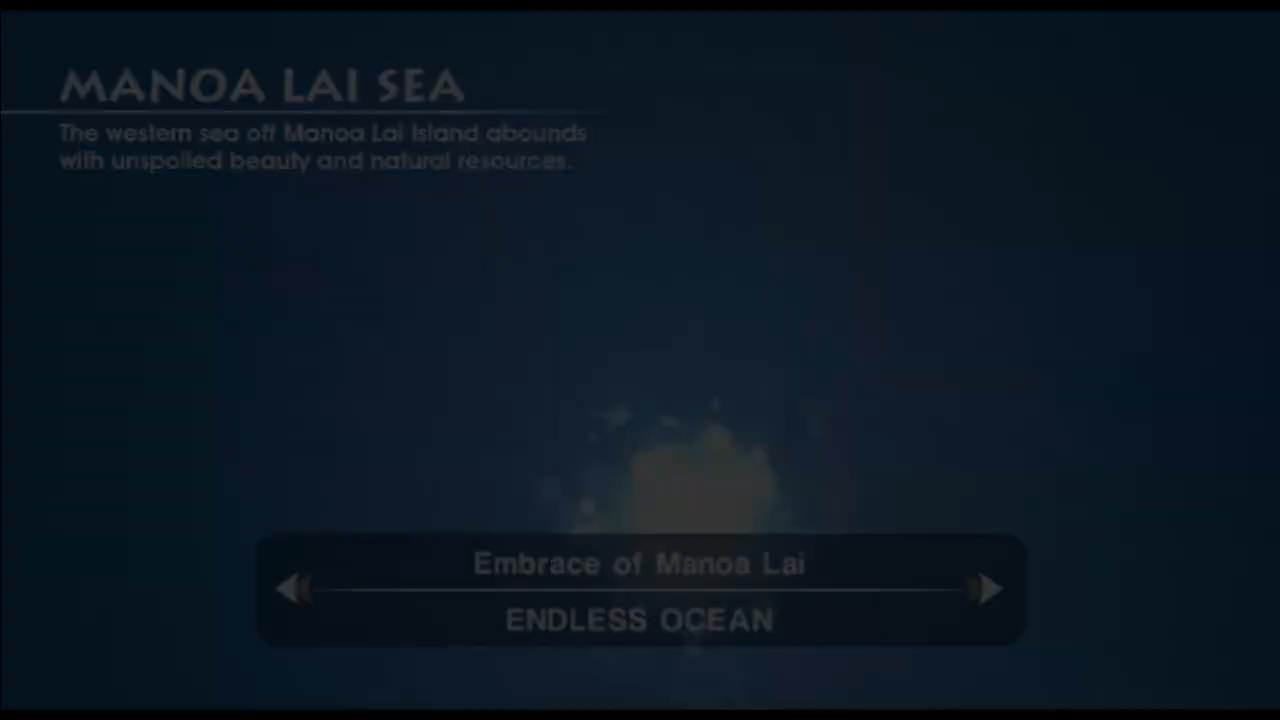 MANOA LAI SEA
The western sea off Manoa Lai Island abounds
with unspoiled beauty and natural resources.
Embrace of Manoa Lai
ENDLESS OCEAN